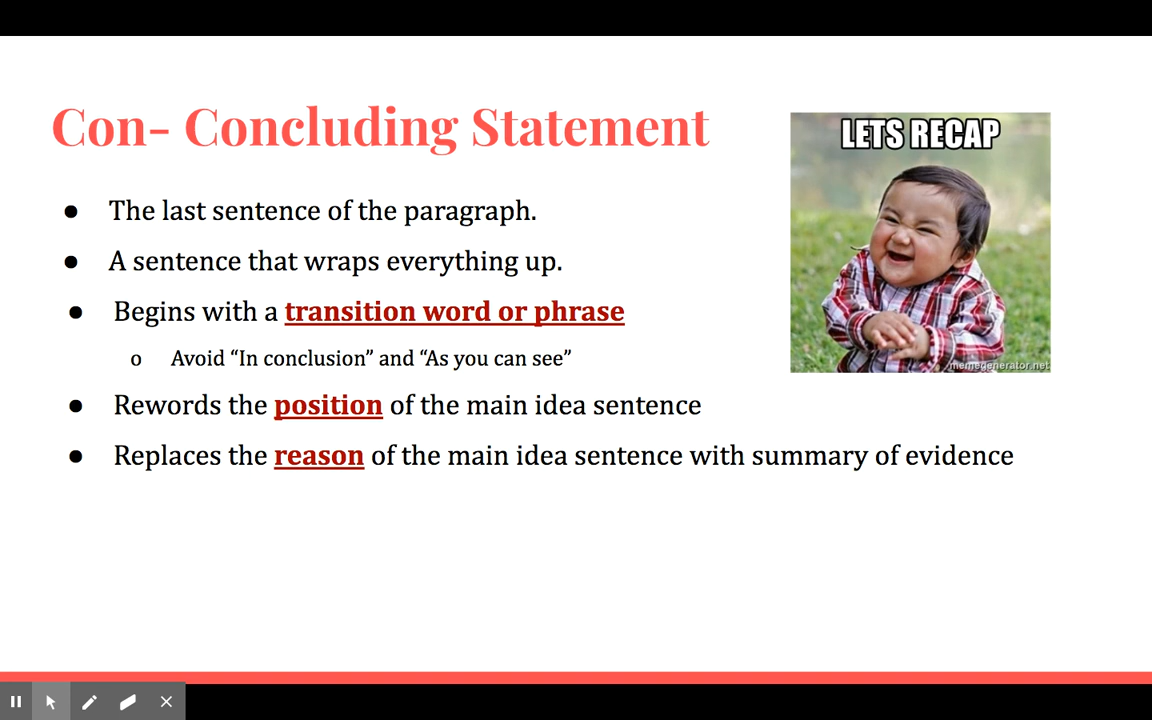 Con- Concluding Statement
LETS RECAP
● The last sentence of the paragraph.
● A sentence that wraps everything up.
● Begins with a transition word or phrase
o Avoid “In conclusion” and “As you can see”
● Rewords the position of the main idea sentence
● Replaces the reason of the main idea sentence with summary of evidence
memegenerator.net